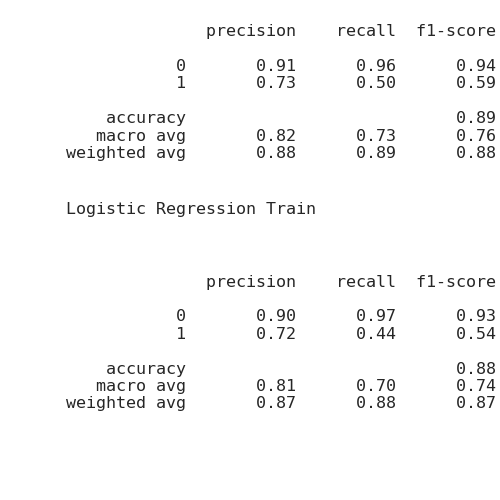 precision recall f1-score
0 0.91 0.96 0.94
1 0.73 0.50 0.59
accuracy 0.89
macro avg 0.82 0.73 0.76
weighted avg 0.88 0.89 0.88
Logistic Regression Train
precision recall f1-score
0 0.90 0.97 0.93
1 0.72 0.44 0.54
accuracy 0.88
macro avg 0.81 0.70 0.74
weighted avg 0.87 0.88 0.87